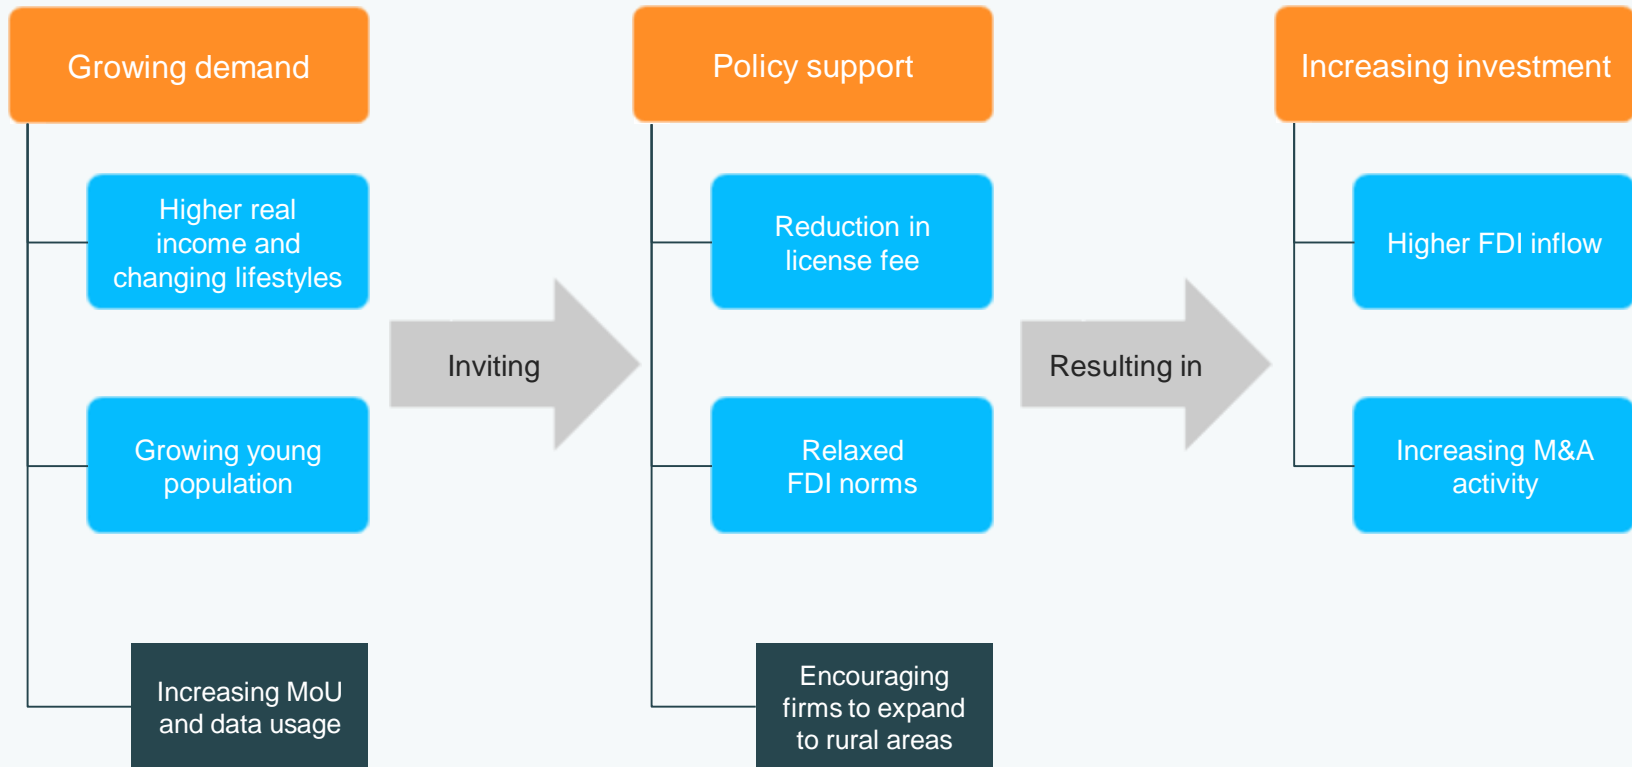 Growing demand
Higher real
income and
changing lifestyles
Growing young
population
Increasing MoU
and data usage
Inviting
Policy support
Reduction in
license fee
Relaxed
FDI norms
Encouraging
firms to expand
to rural areas
Resulting in
Increasing investment
Higher FDI inflow
Increasing M&A
activity